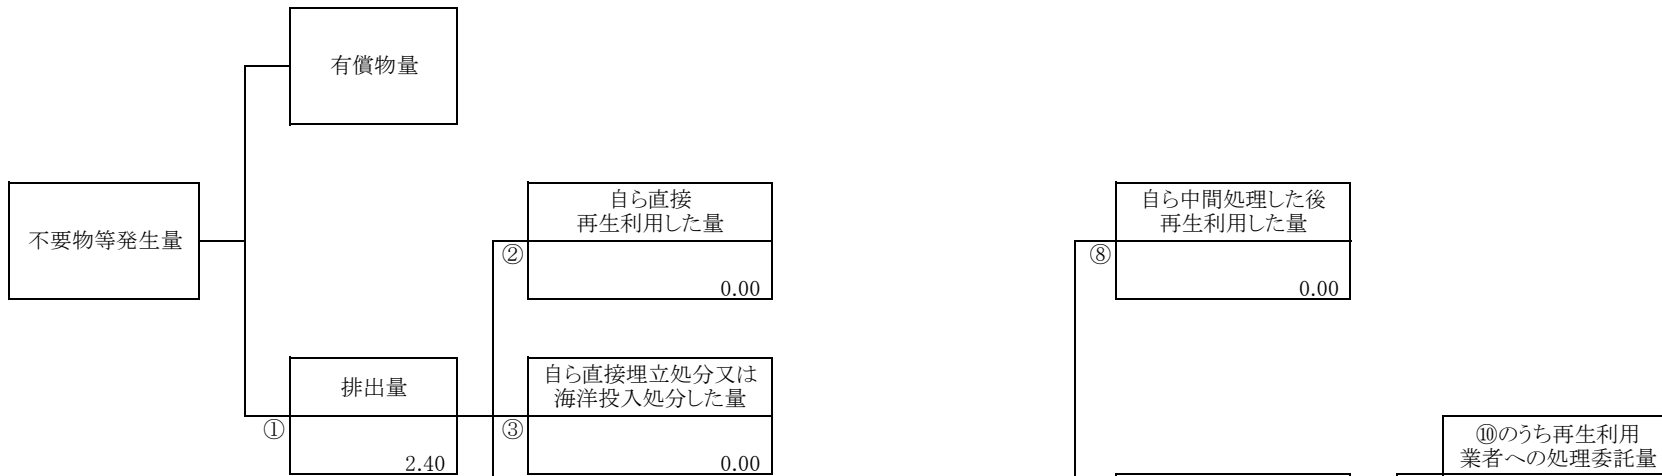 有償物量
不要物等発生量
自ら直接
再生利用した量
②
0.00
自ら中間処理した後
再生利用した量
⑧
0.00
排出量
①
2.40
自ら直接埋立処分又は
海洋投入処分した量
③
0.00
⑩のうち再生利用
業者への処理委託量